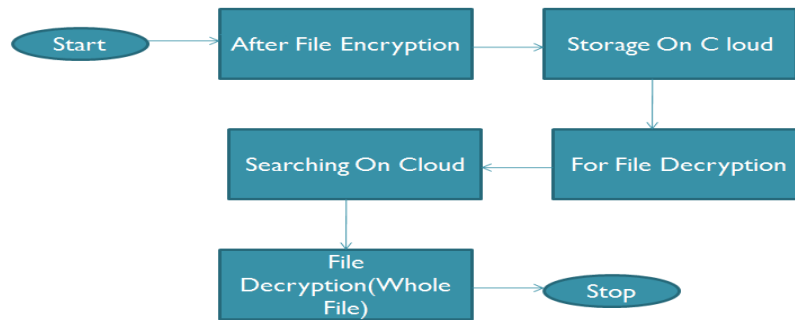 Start
After File Encryption
Storage On C loud
For File Decryption
Searching On Cloud
File
Decryption(Whole
File)
Stop